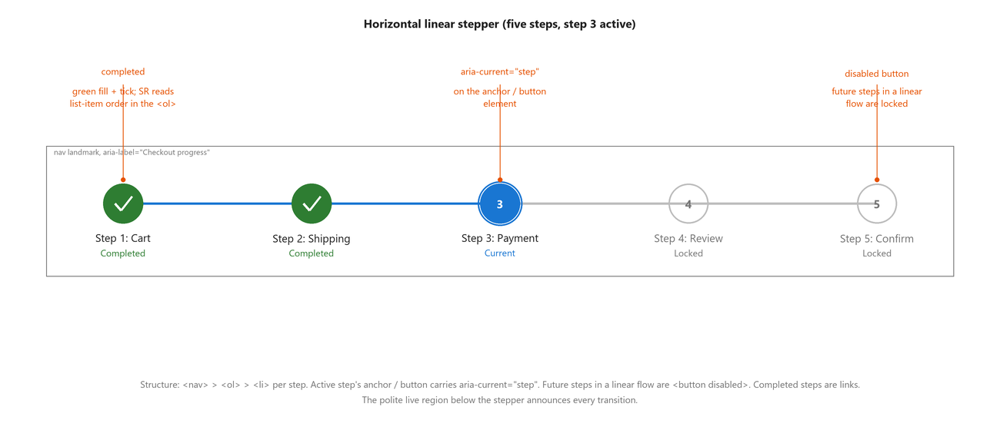 Horizontal linear stepper (five steps, step 3 active)
completed
green fill + tick; SR reads
list-item order in the <ol>
aria-current="step"
on the anchor / button
element
disabled button
future steps in a linear
flow are locked
nav landmark, aria-label="Checkout progress"
3
4
5
Step 1: Cart
Step 2: Shipping
Step 3: Payment
Step 4: Review
Step 5: Confirm
Completed
Completed
Current
Locked
Locked
Structure: <nav> > <ol> > <li> per step. Active step's anchor / button carries aria-current="step". Future steps in a linear flow are <button disabled>. Completed steps are links.
The polite live region below the stepper announces every transition.